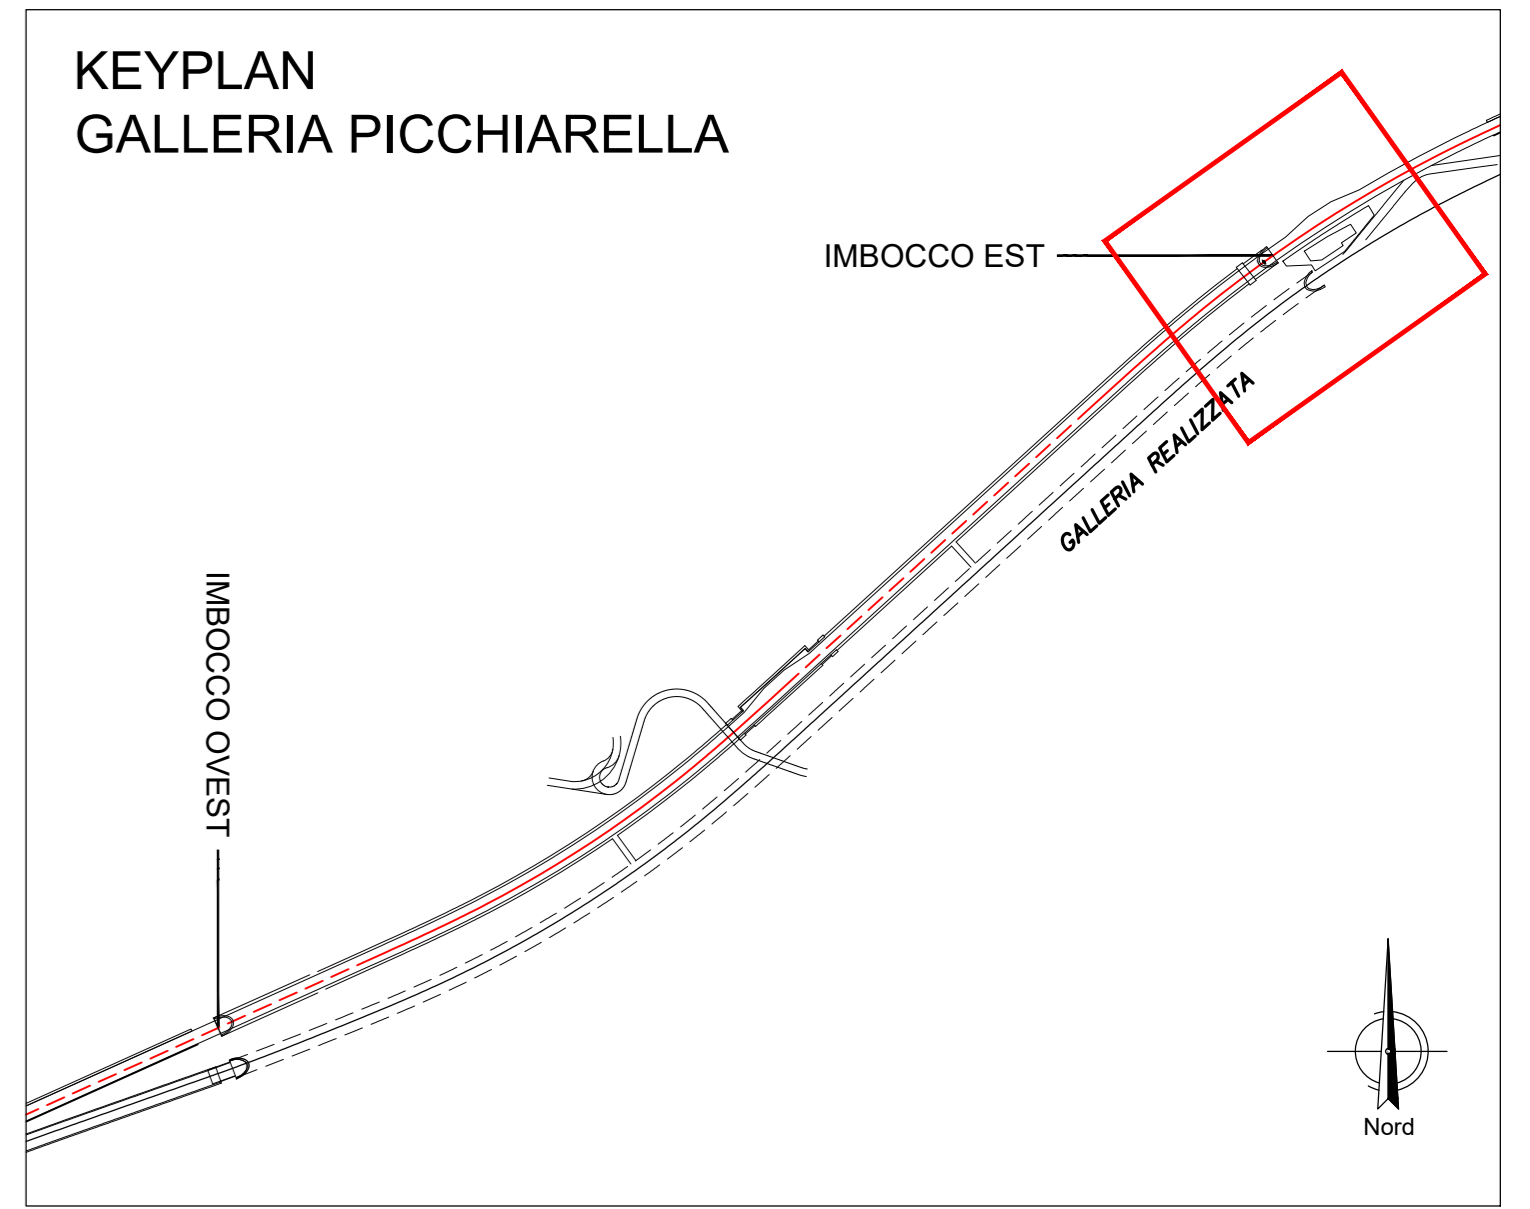 KEYPLAN
GALLERIA PICCHIARELLA
IMBOCCO EST
GALLERIA REALIZZATA
IMBOCCO OVEST
Nord